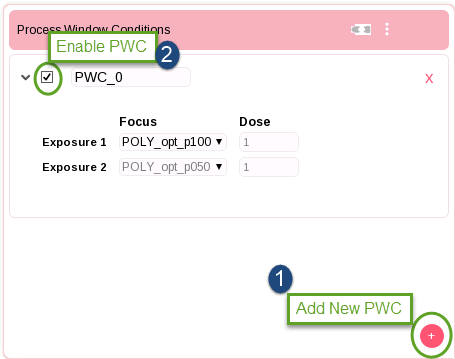 Process Window Conditions
Enable PWC
2
PWC_0
x
Focus Dose
Exposure 1 POLY_opt_p100 1
Exposure 2 POLY_opt_p050 1
1
Add New PWC
+